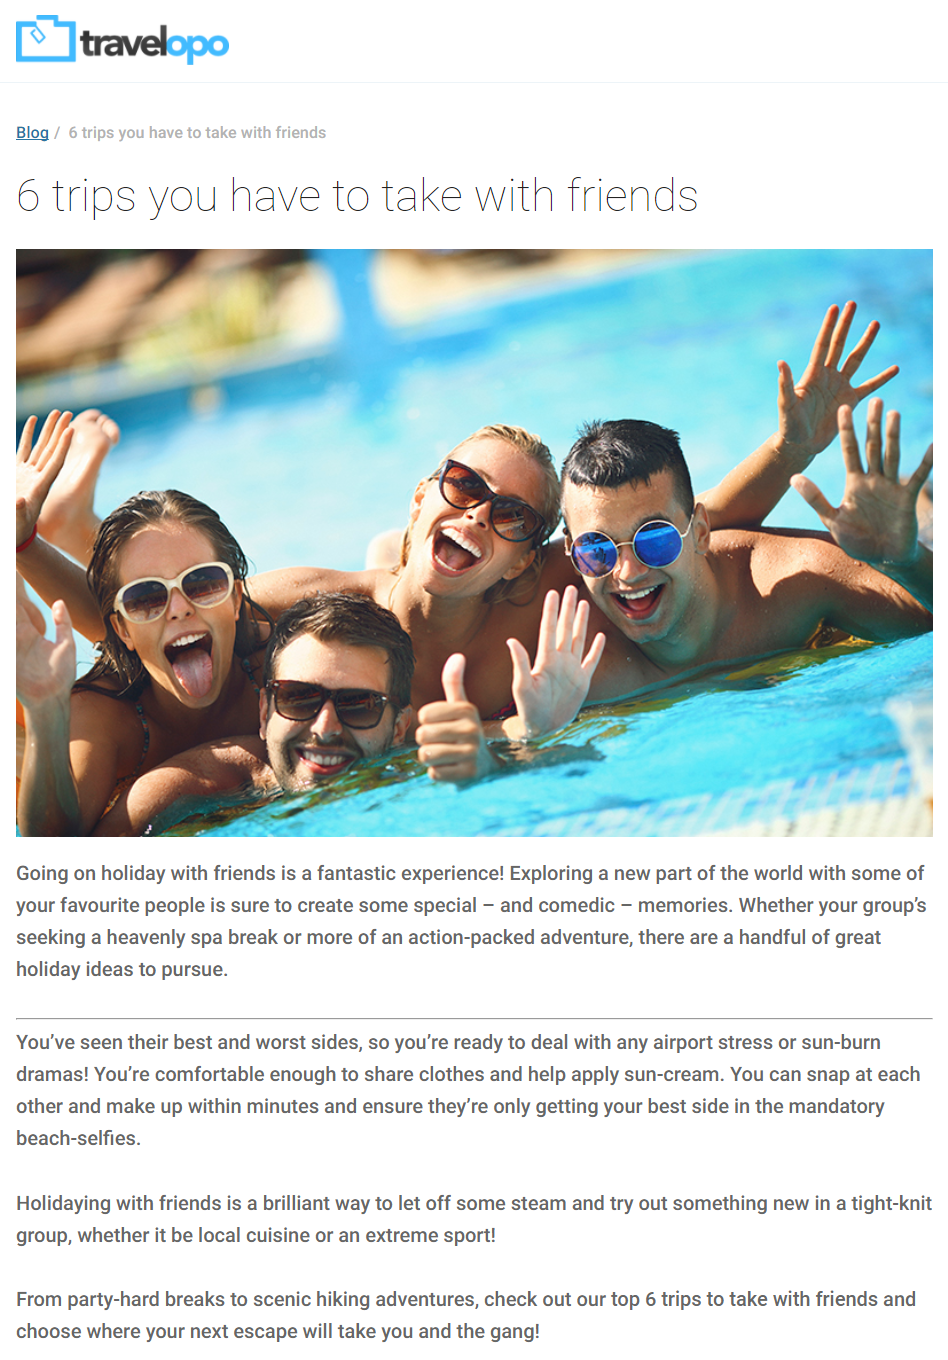 travelopo
Blog / 6 trips you have to take with friends
6 trips you have to take with friends
Going on holiday with friends is a fantastic experience! Exploring a new part of the world with some of
your favourite people is sure to create some special – and comedic – memories. Whether your group’s
seeking a heavenly spa break or more of an action-packed adventure, there are a handful of great
holiday ideas to pursue.
You’ve seen their best and worst sides, so you’re ready to deal with any airport stress or sun-burn
dramas! You’re comfortable enough to share clothes and help apply sun-cream. You can snap at each
other and make up within minutes and ensure they’re only getting your best side in the mandatory
beach-selfies.
Holidaying with friends is a brilliant way to let off some steam and try out something new in a tight-knit
group, whether it be local cuisine or an extreme sport!
From party-hard breaks to scenic hiking adventures, check out our top 6 trips to take with friends and
choose where your next escape will take you and the gang!